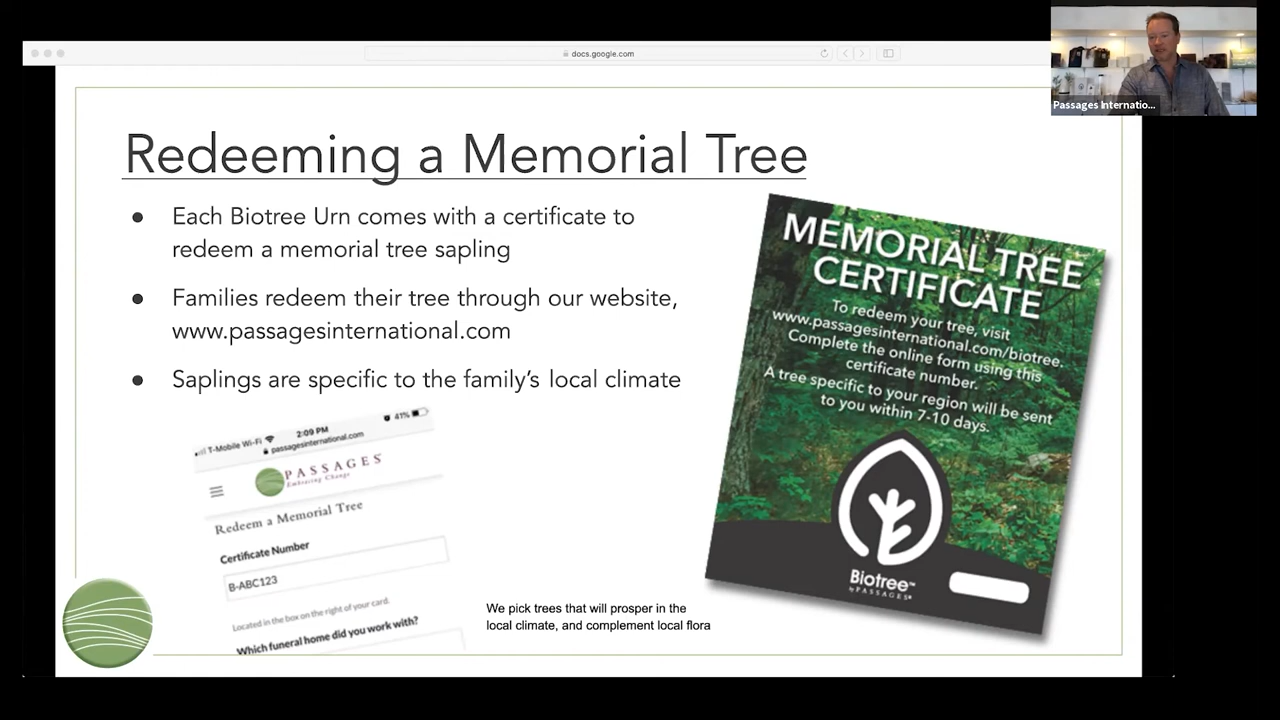 docs.google.com
Passages Internatio...
Redeeming a Memorial Tree
● Each Biotree Urn comes with a certificate to
redeem a memorial tree sapling
● Families redeem their tree through our website,
www.passagesinternational.com
● Saplings are specific to the family's local climate
MEMORIAL TREE
CERTIFICATE
To redeem your tree, visit
www.passagesinternational.com/biotree.
Complete the online form using this
certificate number.
A tree specific to your region will be sent
to you within 7-10 days.
Biotree™
by PASSAGES®
T-Mobile Wi-Fi 2:09 PM 41%
passagesinternational.com
PASSAGES
Embracing Change
Redeem a Memorial Tree
Certificate Number
B-ABC123
Located in the box on the right of your card.
Which funeral home did you work with?
We pick trees that will prosper in the
local climate, and complement local flora